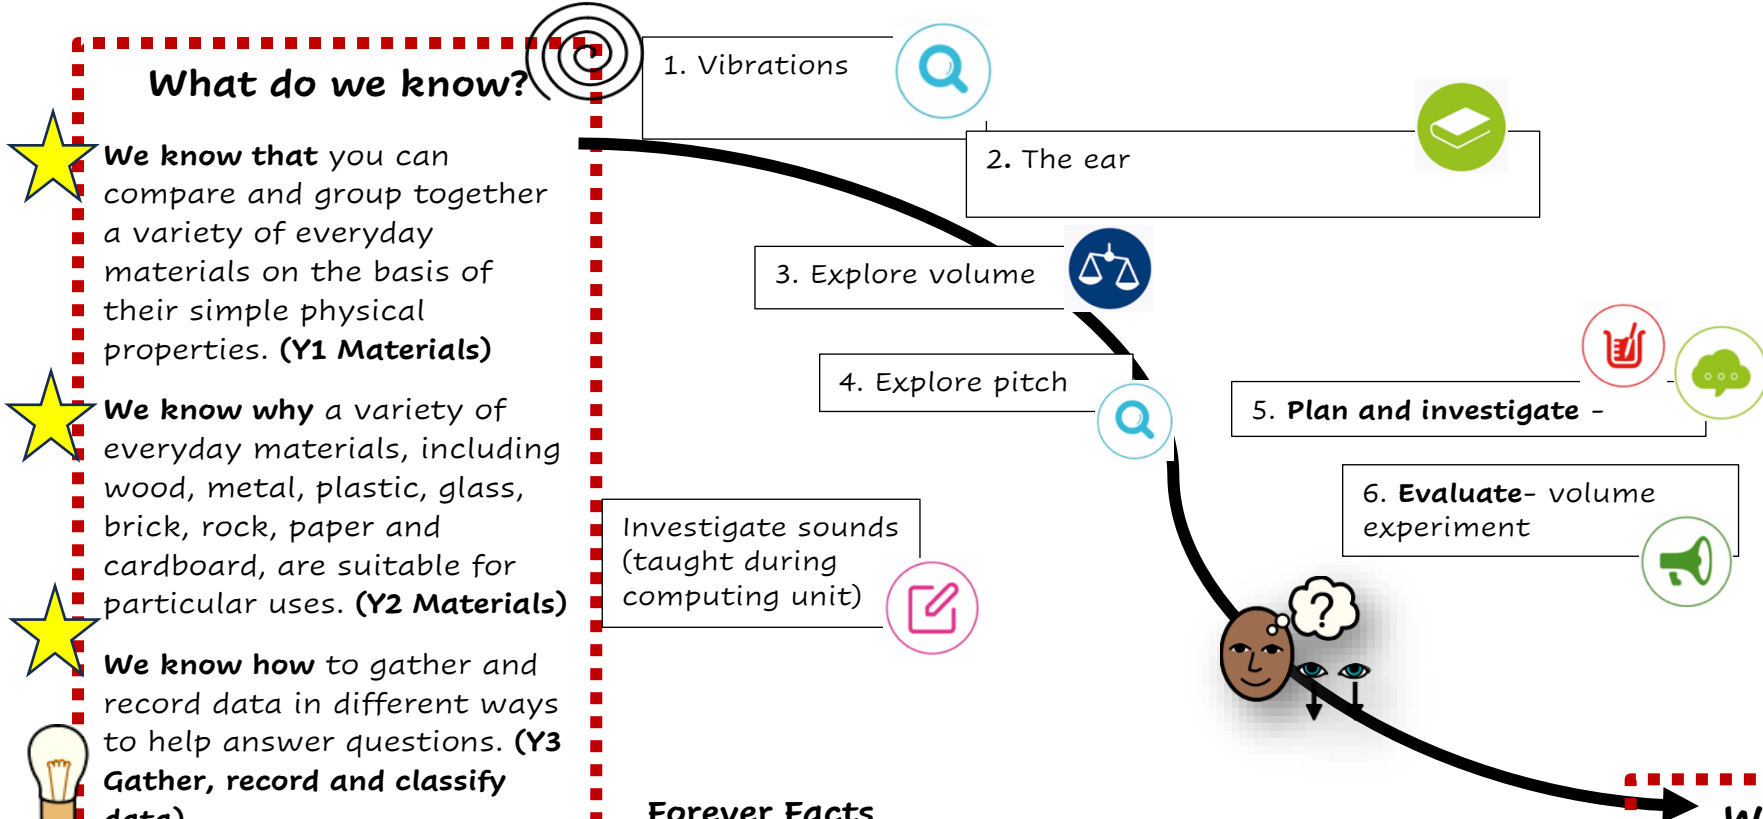 What do we know?
We know that you can
compare and group together
a variety of everyday
materials on the basis of
their simple physical
properties. (Y1 Materials)
We know why a variety of
everyday materials, including
wood, metal, plastic, glass,
brick, rock, paper and
cardboard, are suitable for
particular uses. (Y2 Materials)
We know how to gather and
record data in different ways
to help answer questions. (Y3
Gather, record and classify
data)
1. Vibrations
2. The ear
3. Explore volume
4. Explore pitch
5. Plan and investigate -
6. Evaluate- volume
experiment
Investigate sounds
(taught during
computing unit)
?
Forever Facts